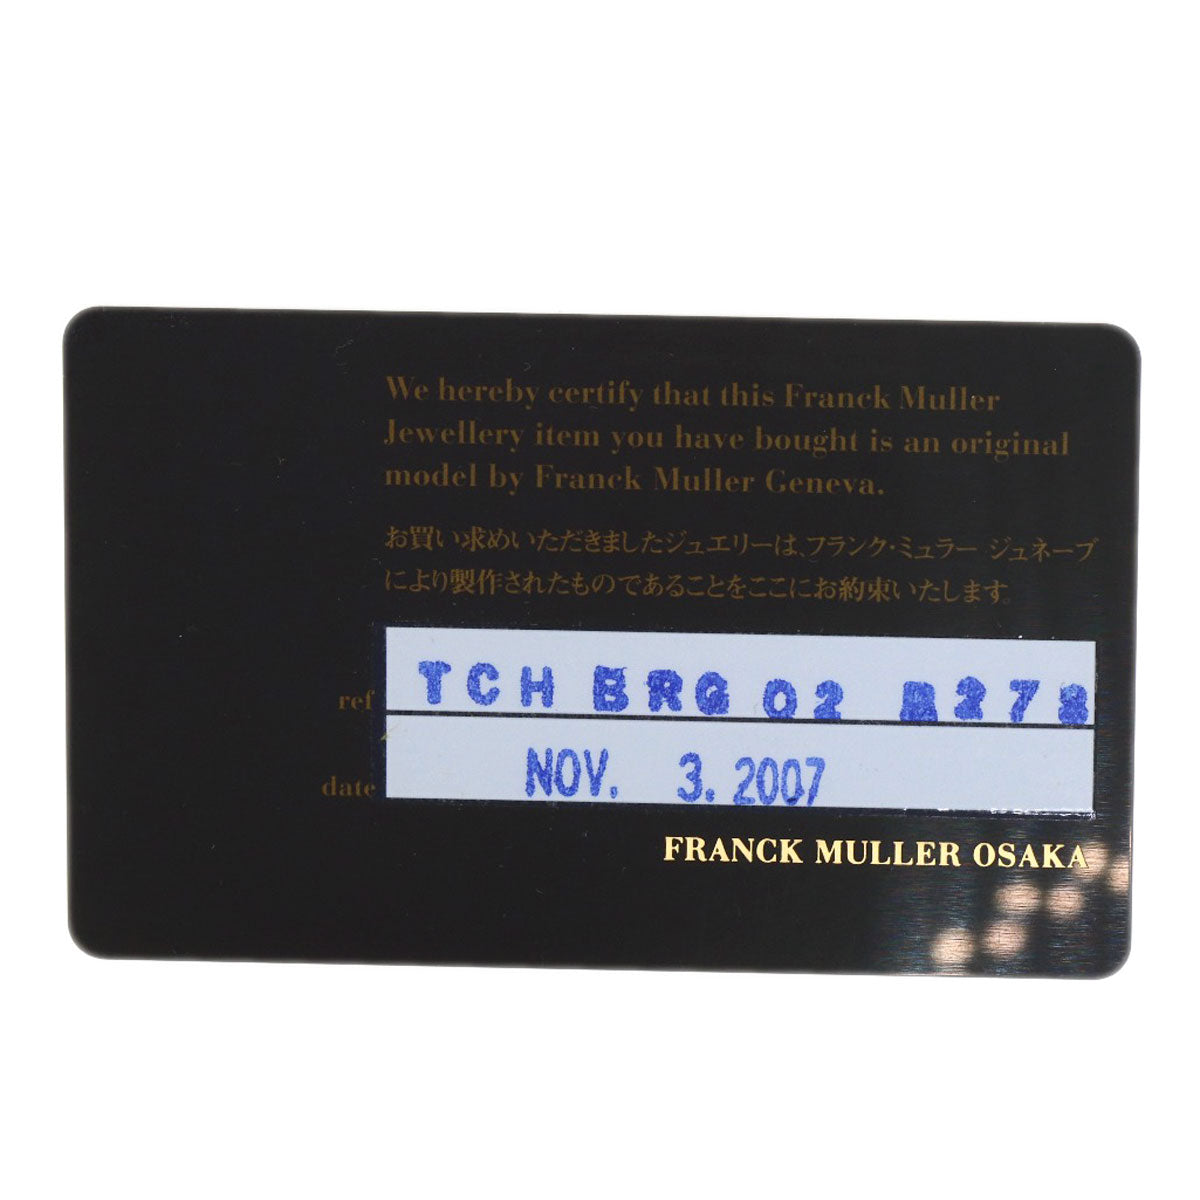 We hereby certify that this Franck Muller
Jewellery item you have bought is an original
model by Franck Muller Geneva.
お買い求めいただきましたジュエリーは、フランク・ミュラー ジュネーブ
により製作されたものであることをここにお約束いたします。
ref TCH BRG 02
date NOV. 3. 2007
FRANCK MULLER OSAKA